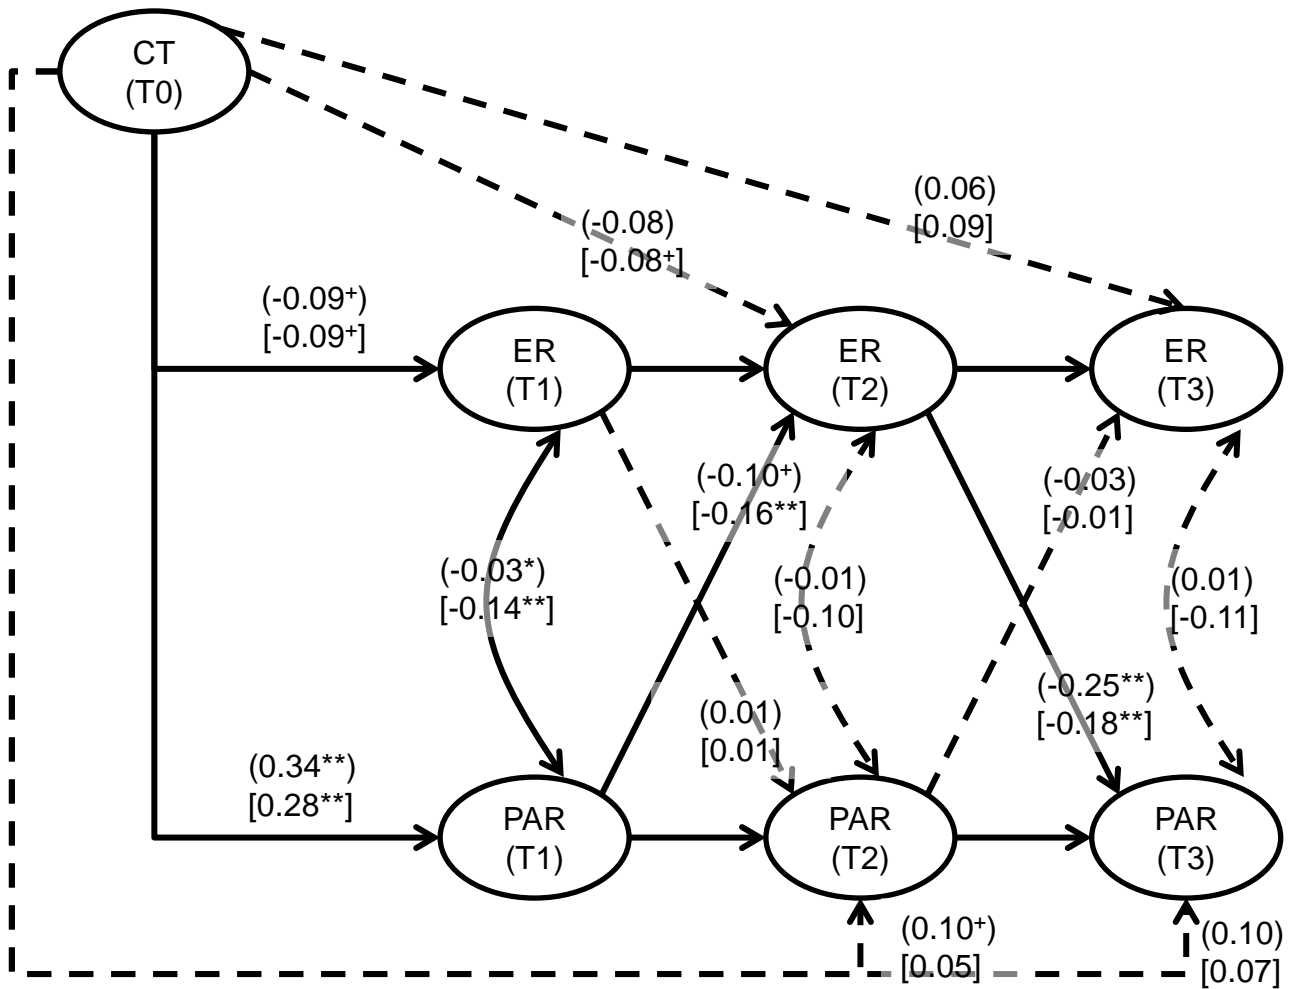 CT
(T0)
(0.06)
[0.09]
(-0.08)
[-0.08⁺]
(-0.09⁺)
[-0.09⁺]
ER
(T1)
ER
(T2)
ER
(T3)
(-0.10⁺)
[-0.16**]
(-0.03)
[-0.01]
(-0.03*)
[-0.14**]
(-0.01)
[-0.10]
(0.01)
[-0.11]
(0.01)
[0.01]
(-0.25**)
[-0.18**]
(0.34**)
[0.28**]
PAR
(T1)
PAR
(T2)
PAR
(T3)
(0.10⁺)
[0.05]
(0.10)
[0.07]